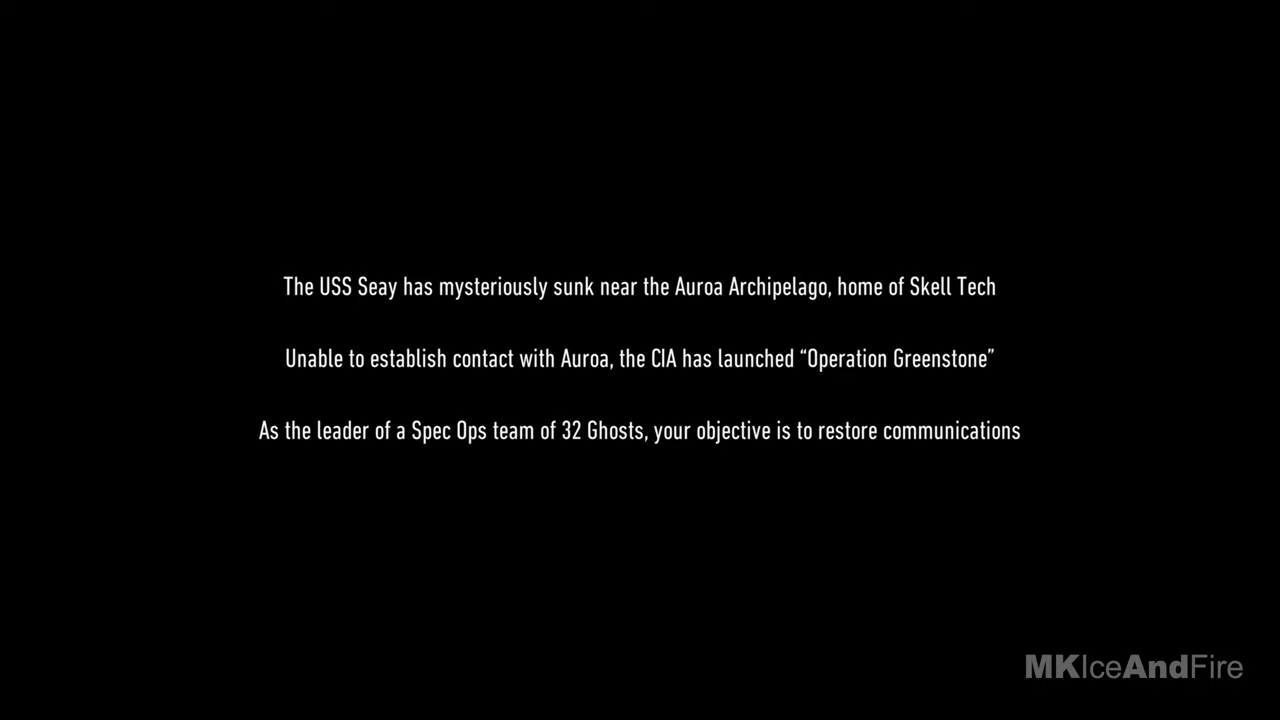 The USS Seay has mysteriously sunk near the Auroa Archipelago, home of Skell Tech
Unable to establish contact with Auroa, the CIA has launched “Operation Greenstone”
As the leader of a Spec Ops team of 32 Ghosts, your objective is to restore communications
MKIceAndFire